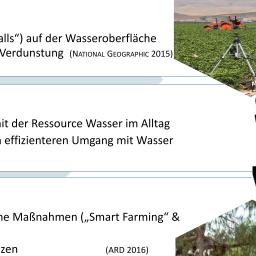 alls“) auf der Wasseroberfläche
Verdunstung (National Geographic 2015)
it der Ressource Wasser im Alltag
effizienteren Umgang mit Wasser
ne Maßnahmen („Smart Farming“ &
zen (ARD 2016)